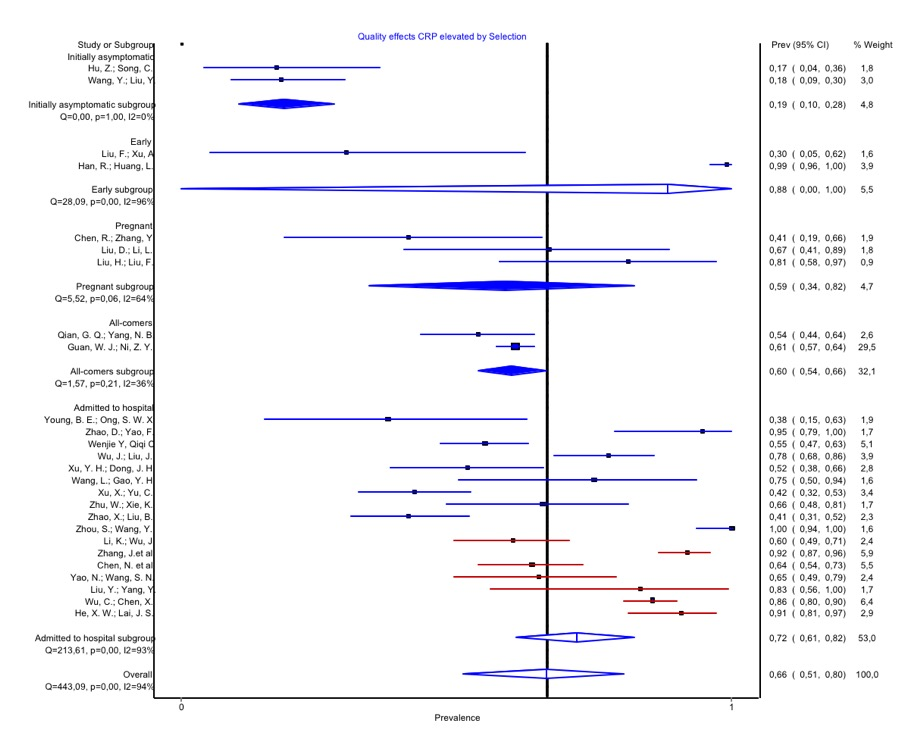 Quality effects CRP elevated by Selection
Study or Subgroup Prev (95% CI) % Weight
Initially asymptomatic
Hu, Z.; Song, C. 0,17 ( 0,04, 0,36) 1,8
Wang, Y.; Liu, Y. 0,18 ( 0,09, 0,30) 3,0
Initially asymptomatic subgroup 0,19 ( 0,10, 0,28) 4,8
Q=0,00, p=1,00, I2=0%
Early
Liu, F.; Xu, A 0,30 ( 0,05, 0,62) 1,6
Han, R.; Huang, L. 0,99 ( 0,96, 1,00) 3,9
Early subgroup 0,88 ( 0,00, 1,00) 5,5
Q=28,09, p=0,00, I2=96%
Pregnant
Chen, R.; Zhang, Y 0,41 ( 0,19, 0,66) 1,9
Liu, D.; Li, L. 0,67 ( 0,41, 0,89) 1,8
Liu, H.; Liu, F. 0,81 ( 0,58, 0,97) 0,9
Pregnant subgroup 0,59 ( 0,34, 0,82) 4,7
Q=5,52, p=0,06, I2=64%
All-comers
Qian, G. Q.; Yang, N. B 0,54 ( 0,44, 0,64) 2,6
Guan, W. J.; Ni, Z. Y. 0,61 ( 0,57, 0,64) 29,5
All-comers subgroup 0,60 ( 0,54, 0,66) 32,1
Q=1,57, p=0,21, I2=36%
Admitted to hospital
Young, B. E.; Ong, S. W. X 0,38 ( 0,15, 0,63) 1,9
Zhao, D.; Yao, F. 0,95 ( 0,79, 1,00) 1,7
Wenjie Y, Qiqi C 0,55 ( 0,47, 0,63) 5,1
Wu, J.; Liu, J. 0,78 ( 0,68, 0,86) 3,9
Xu, Y. H.; Dong, J. H 0,52 ( 0,38, 0,66) 2,8
Wang, L.; Gao, Y. H 0,75 ( 0,50, 0,94) 1,6
Xu, X.; Yu, C. 0,42 ( 0,32, 0,53) 3,4
Zhu, W.; Xie, K. 0,66 ( 0,48, 0,81) 1,7
Zhao, X.; Liu, B. 0,41 ( 0,31, 0,52) 2,3
Zhou, S.; Wang, Y. 1,00 ( 0,94, 1,00) 1,6
Li, K.; Wu, J 0,60 ( 0,49, 0,71) 2,4
Zhang, J.et al 0,92 ( 0,87, 0,96) 5,9
Chen, N. et al 0,64 ( 0,54, 0,73) 5,5
Yao, N.; Wang, S. N. 0,65 ( 0,49, 0,79) 2,4
Liu, Y.; Yang, Y. 0,83 ( 0,56, 1,00) 1,7
Wu, C.; Chen, X. 0,86 ( 0,80, 0,90) 6,4
He, X. W.; Lai, J. S. 0,91 ( 0,81, 0,97) 2,9
Admitted to hospital subgroup 0,72 ( 0,61, 0,82) 53,0
Q=213,61, p=0,00, I2=93%
Overall 0,66 ( 0,51, 0,80) 100,0
Q=443,09, p=0,00, I2=94%
0 1
Prevalence